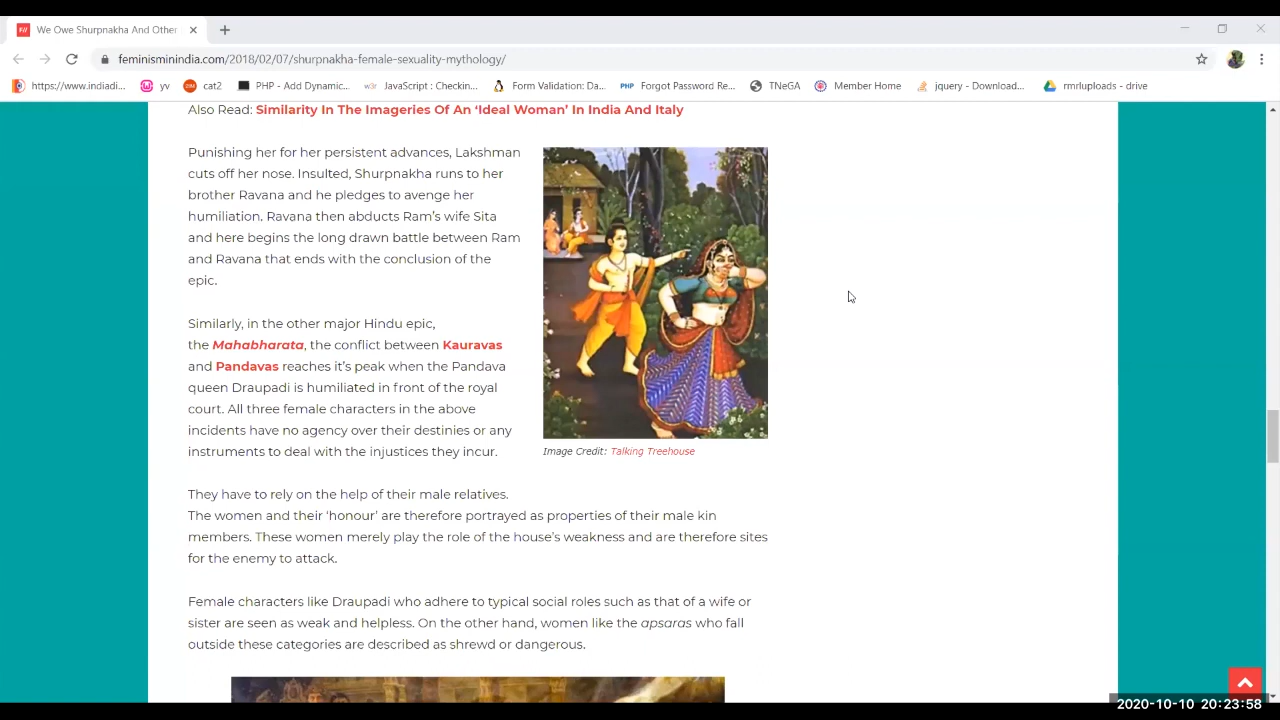 We Owe Shurpnakha And Other
feminisminindia.com/2018/02/07/shurpnakha-female-sexuality-mythology/
https://www.indiadi... yv cat2 PHP - Add Dynamic... JavaScript : Checkin... Form Validation: Da... PHP Forgot Password Re... TNeGA Member Home jquery - Download... rmrluploads - drive
Also Read: Similarity In The Imageries Of An ‘Ideal Woman’ In India And Italy
Punishing her for her persistent advances, Lakshman
cuts off her nose. Insulted, Shurpnakha runs to her
brother Ravana and he pledges to avenge her
humiliation. Ravana then abducts Ram’s wife Sita
and here begins the long drawn battle between Ram
and Ravana that ends with the conclusion of the
epic.
Similarly, in the other major Hindu epic,
the Mahabharata, the conflict between Kauravas
and Pandavas reaches it’s peak when the Pandava
queen Draupadi is humiliated in front of the royal
court. All three female characters in the above
incidents have no agency over their destinies or any
instruments to deal with the injustices they incur.
Image Credit: Talking Treehouse
They have to rely on the help of their male relatives.
The women and their ‘honour’ are therefore portrayed as properties of their male kin
members. These women merely play the role of the house’s weakness and are therefore sites
for the enemy to attack.
Female characters like Draupadi who adhere to typical social roles such as that of a wife or
sister are seen as weak and helpless. On the other hand, women like the apsaras who fall
outside these categories are described as shrewd or dangerous.
2020-10-10 20:23:58